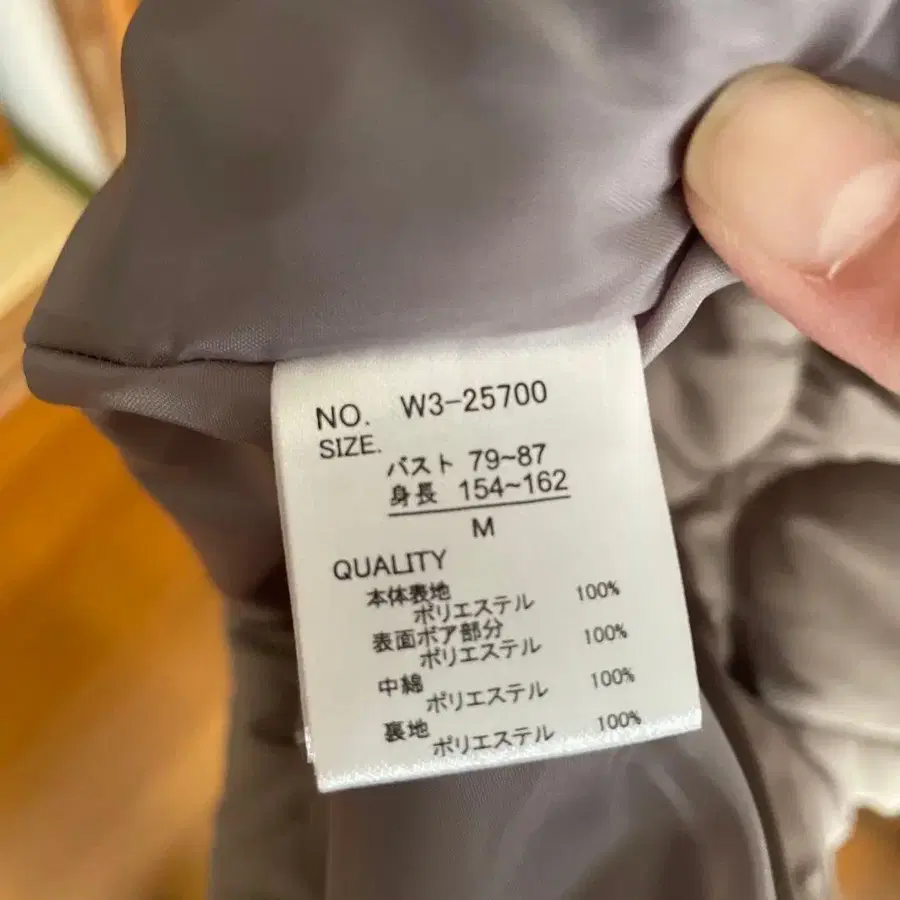 NO. W3-25700
SIZE.
バスト 79~87
身長 154~162
M
QUALITY
本体表地
ポリエステル 100%
表面ボア部分
ポリエステル 100%
中綿
ポリエステル 100%
裏地
ポリエステル 100%